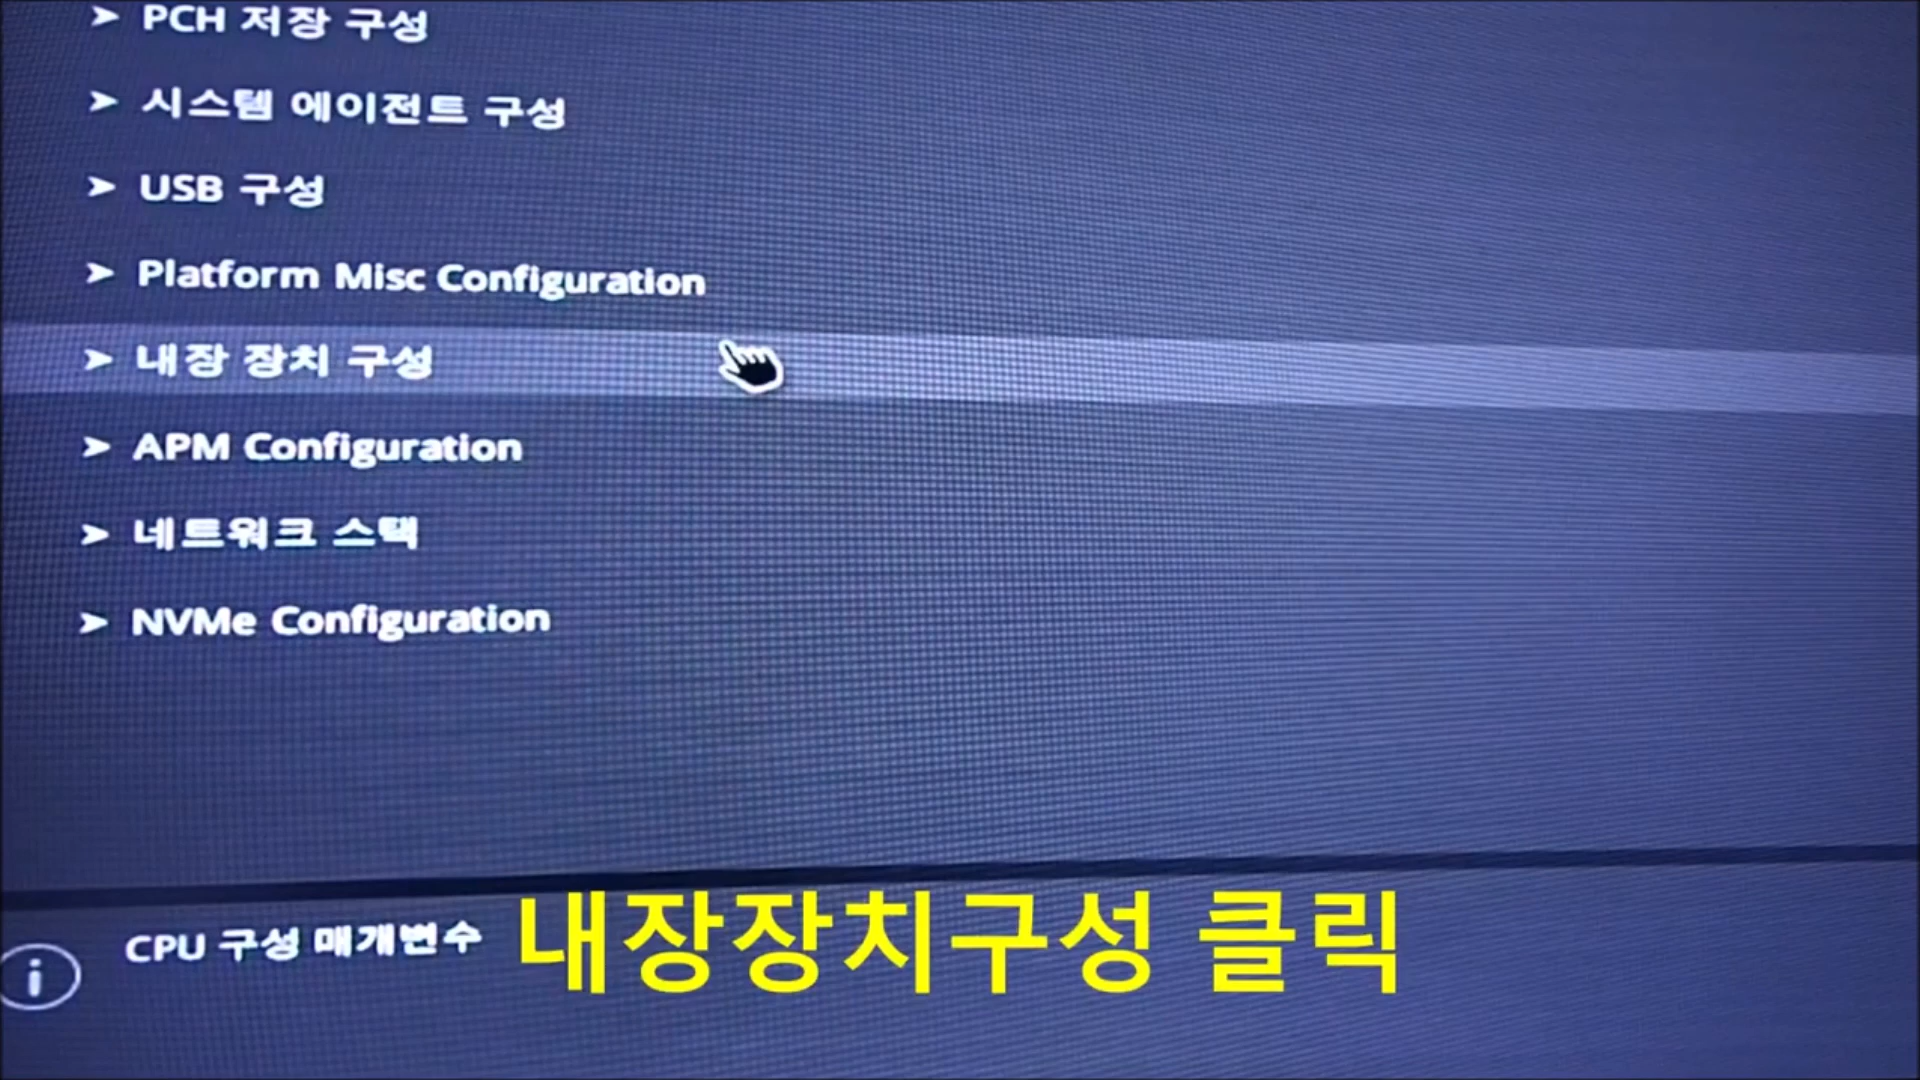 PCH 저장 구성
시스템 에이전트 구성
USB 구성
Platform Misc Configuration
내장 장치 구성
APM Configuration
네트워크 스택
NVMe Configuration
CPU 구성 매개변수
내장장치구성 클릭